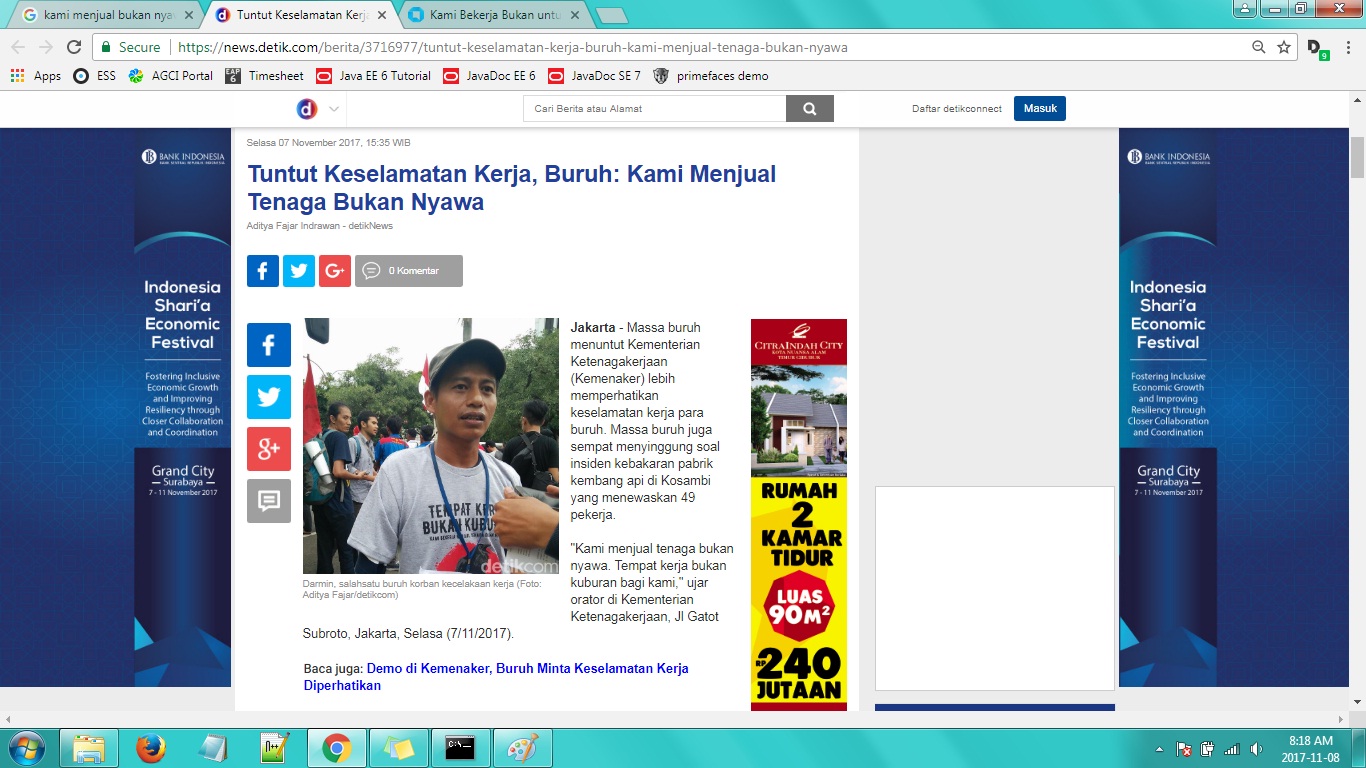 kami menjual bukan nyaw
Tuntut Keselamatan Kerja
Kami Bekerja Bukan untu
Secure
https://news.detik.com/berita/3716977/tuntut-keselamatan-kerja-buruh-kami-menjual-tenaga-bukan-nyawa
D
9
Apps
ESS
AGCI Portal
EAP 6
Timesheet
Java EE 6 Tutorial
JavaDoc EE 6
JavaDoc SE 7
primefaces demo
d
Cari Berita atau Alamat
Daftar detikconnect
Masuk
Selasa 07 November 2017, 15:35 WIB
Tuntut Keselamatan Kerja, Buruh: Kami Menjual
Tenaga Bukan Nyawa
Aditya Fajar Indrawan - detikNews
0 Komentar
Jakarta - Massa buruh
menuntut Kementerian
Ketenagakerjaan
(Kemenaker) lebih
memperhatikan
keselamatan kerja para
buruh. Massa buruh juga
sempat menyinggung soal
insiden kebakaran pabrik
kembang api di Kosambi
yang menewaskan 49
pekerja.
"Kami menjual tenaga bukan
nyawa. Tempat kerja bukan
kuburan bagi kami," ujar
orator di Kementerian
Ketenagakerjaan, Jl Gatot
Subroto, Jakarta, Selasa (7/11/2017).
TEMPAT KER
BUKAN KUBU
detikcom
Darmin, salahsatu buruh korban kecelakaan kerja (Foto:
Aditya Fajar/detikcom)
Baca juga: Demo di Kemenaker, Buruh Minta Keselamatan Kerja
Diperhatikan
BANK INDONESIA
Indonesia
Shari'a
Economic
Festival
Fostering Inclusive
Economic Growth
and Improving
Resiliency through
Closer Collaboration
and Coordination
Grand City
Surabaya
7 - 11 November 2017
CITRAINDAH CITY
KOTA NUANSA ALAM
TIMUR CIBUBUR
RUMAH
2
KAMAR
TIDUR
LUAS
90M²
RP 240
JUTAAN
BANK INDONESIA
Indonesia
Shari'a
Economic
Festival
Fostering Inclusive
Economic Growth
and Improving
Resiliency through
Closer Collaboration
and Coordination
Grand City
Surabaya
7 - 11 November 2017
8:18 AM
2017-11-08